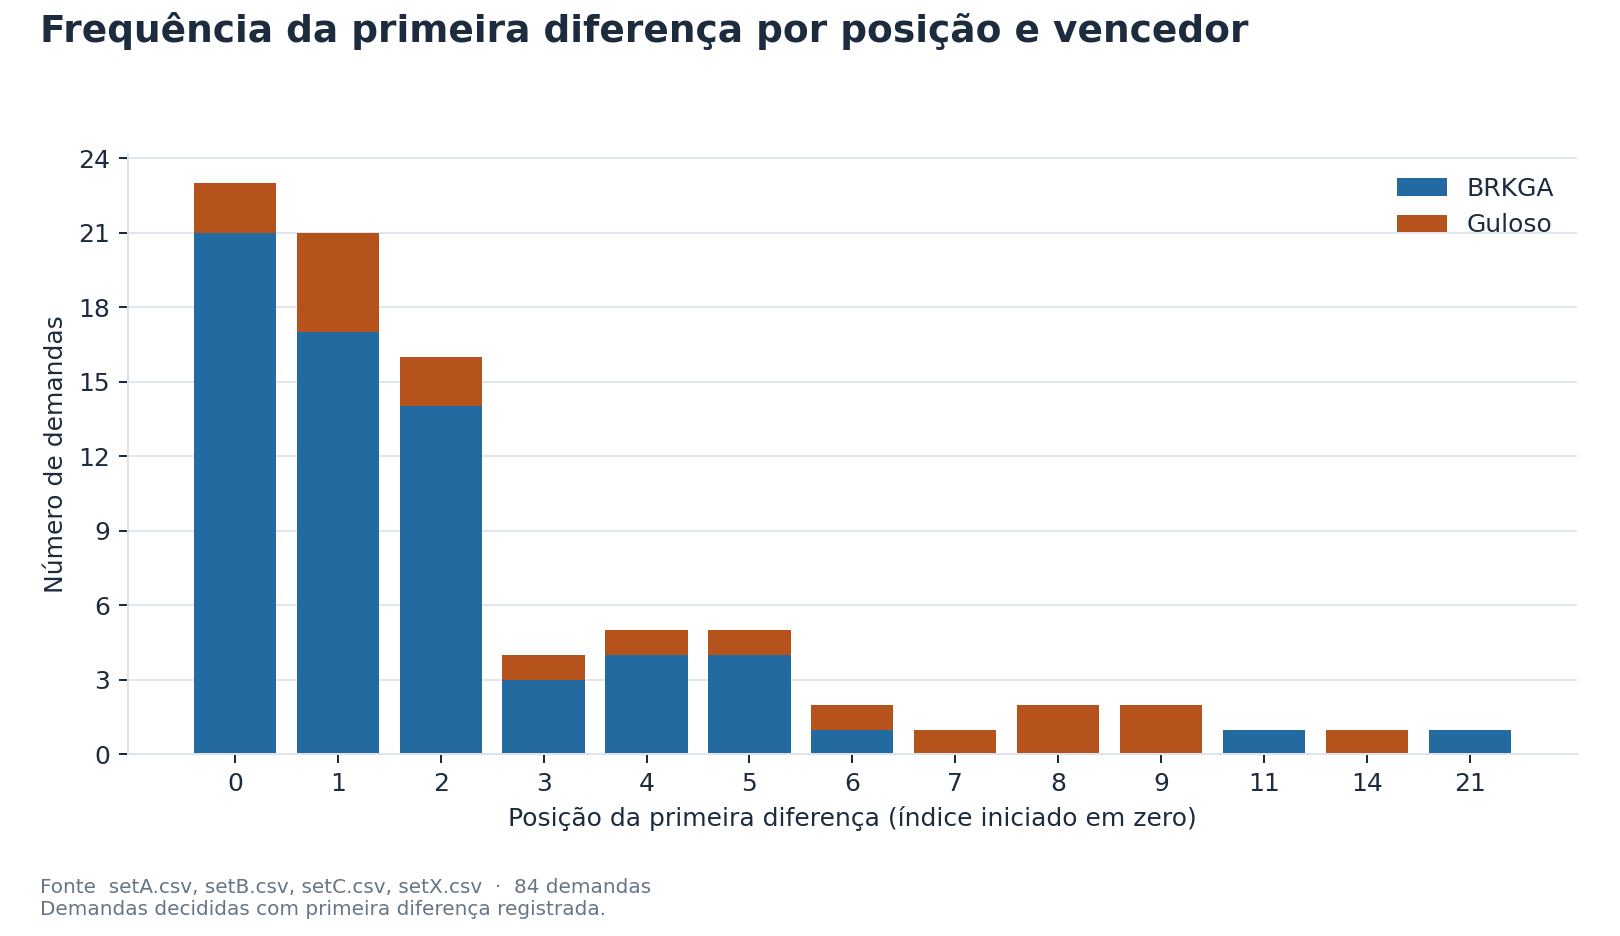 Frequência da primeira diferença por posição e vencedor
24
21
18
15
12
9
6
3
0
Número de demandas
BRKGA
Guloso
0 1 2 3 4 5 6 7 8 9 11 14 21
Posição da primeira diferença (índice iniciado em zero)
Fonte setA.csv, setB.csv, setC.csv, setX.csv · 84 demandas
Demandas decididas com primeira diferença registrada.